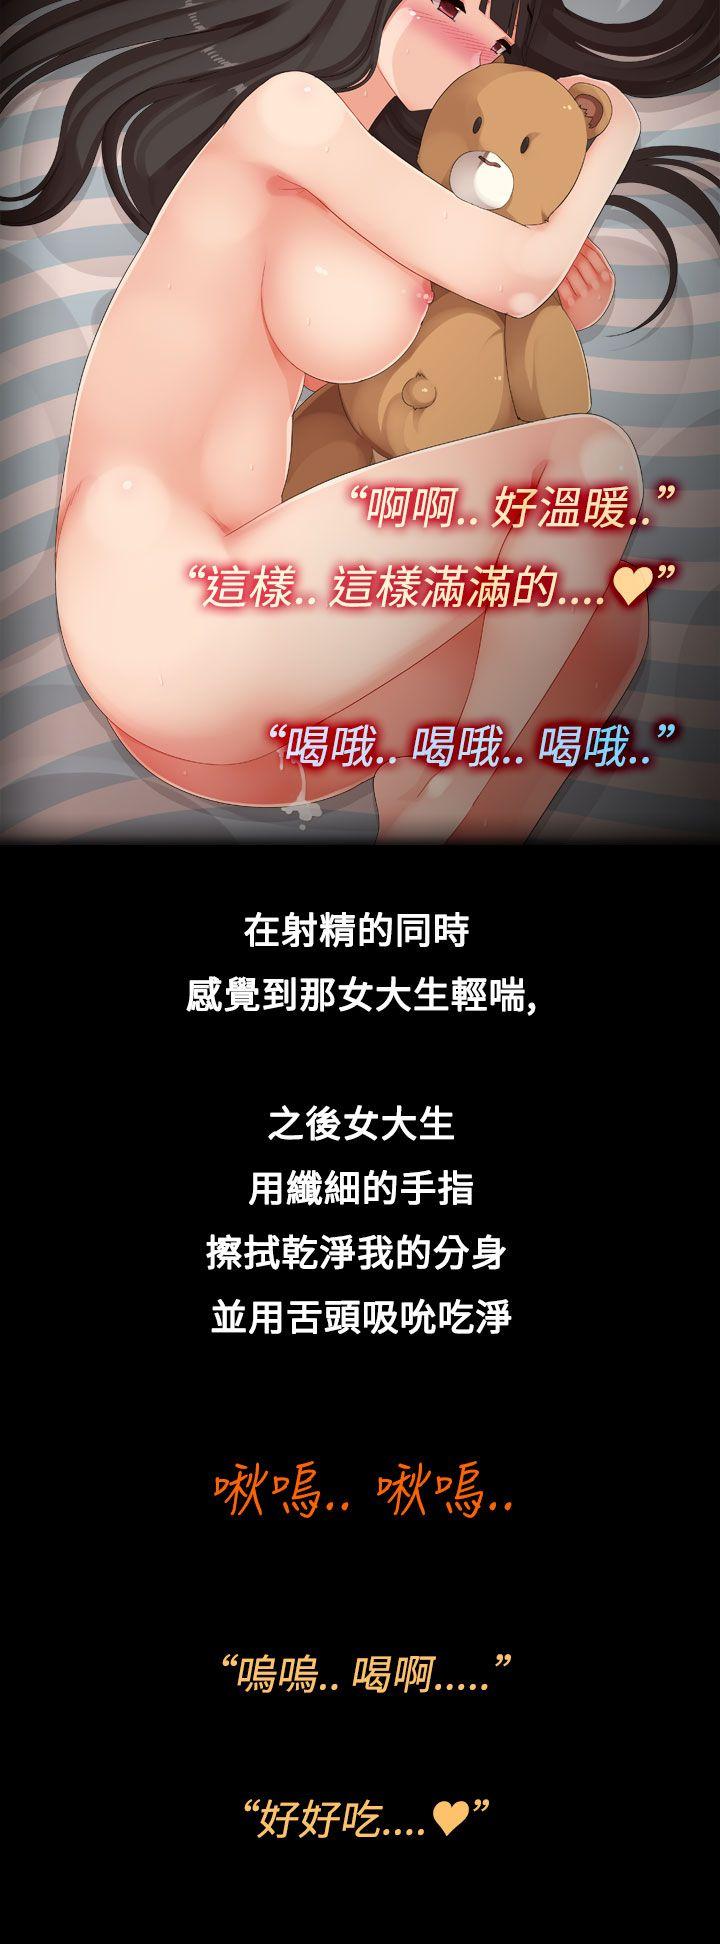 “啊啊.. 好溫暖..”
“這樣.. 這樣滿滿的....♥”
“喝哦.. 喝哦.. 喝哦..”
在射精的同時
感覺到那女大生輕喘,
之後女大生
用纖細的手指
擦拭乾淨我的分身
並用舌頭吸吮吃淨
啾嗚.. 啾嗚..
“嗚嗚.. 喝啊.....”
“好好吃....♥”